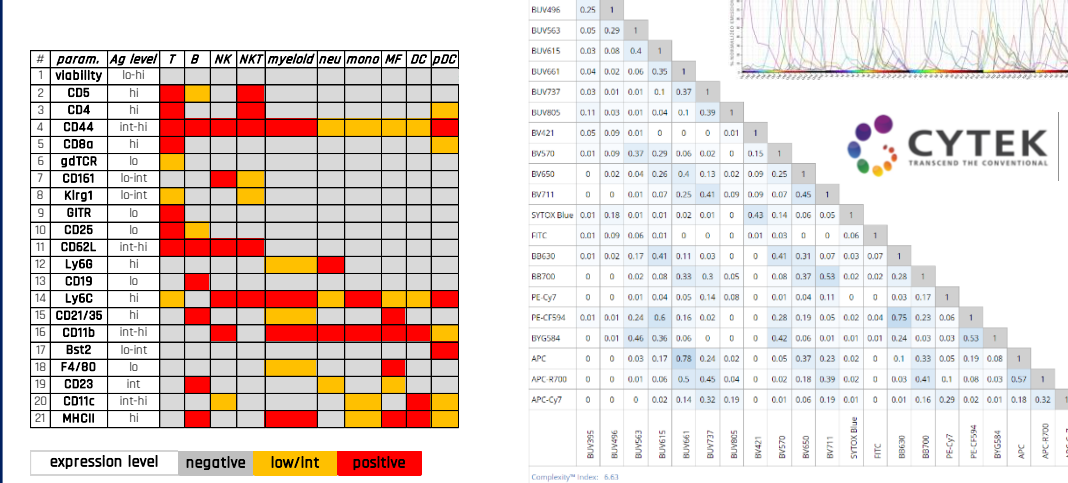 # param. Ag level T B NK NKT myeloid neu mono MF DC pDC
1 viability lo-hi
2 CD5 hi
3 CD4 hi
4 CD44 int-hi
5 CD8a hi
6 gdTCR lo
7 CD161 lo-int
8 Klrg1 lo-int
9 GITR lo
10 CD25 lo
11 CD62L int-hi
12 Ly6G hi
13 CD19 lo
14 Ly6C hi
15 CD21/35 hi
16 CD11b int-hi
17 Bst2 lo-int
18 F4/80 lo
19 CD23 int
20 CD11c int-hi
21 MHCII hi
expression level negative low/int positive
BUV496 0.25 1
BUV563 0.05 0.29 1
BUV615 0.03 0.08 0.4 1
BUV661 0.04 0.02 0.06 0.35 1
BUV737 0.03 0.01 0.01 0.1 0.37 1
BUV805 0.11 0.03 0.01 0.04 0.1 0.39 1
BV421 0.05 0.09 0.01 0 0 0 0.01 1
BV570 0.01 0.09 0.37 0.29 0.06 0.02 0 0.15 1
BV650 0 0.02 0.04 0.26 0.4 0.13 0.02 0.09 0.25 1
BV711 0 0 0.01 0.07 0.25 0.41 0.09 0.09 0.07 0.45 1
SYTOX Blue 0.01 0.18 0.01 0.01 0.02 0.01 0 0.43 0.14 0.06 0.05 1
FITC 0.01 0.09 0.06 0.01 0 0 0 0.01 0.03 0 0 0.06 1
BB630 0.01 0.02 0.17 0.41 0.11 0.03 0 0 0.41 0.31 0.07 0.03 0.07 1
BB700 0 0 0.02 0.08 0.33 0.3 0.05 0 0.08 0.37 0.53 0.02 0.02 0.28 1
PE-Cy7 0 0 0.01 0.04 0.05 0.14 0.08 0 0.01 0.04 0.11 0 0 0.03 0.17 1
PE-CF594 0.01 0.01 0.24 0.6 0.16 0.02 0 0 0.28 0.19 0.05 0.02 0.04 0.75 0.23 0.06 1
BYG584 0 0.01 0.46 0.36 0.06 0 0 0 0.42 0.06 0.01 0.01 0.01 0.24 0.03 0.03 0.53 1
APC 0 0 0.03 0.17 0.78 0.24 0.02 0 0.05 0.37 0.23 0.02 0 0.1 0.33 0.05 0.19 0.08 1
APC-R700 0 0 0.01 0.06 0.5 0.45 0.04 0 0.02 0.18 0.39 0.02 0 0.03 0.41 0.1 0.08 0.03 0.57 1
APC-Cy7 0 0 0 0.02 0.14 0.32 0.19 0 0.01 0.06 0.19 0.01 0 0.01 0.16 0.29 0.02 0.01 0.18 0.32 1
BUV395 BUV496 BUV563 BUV615 BUV661 BUV737 BUV805 BV421 BV570 BV650 BV711 SYTOX Blue FITC BB630 BB700 PE-Cy7 PE-CF594 BYG584 APC APC-R700
Complexity™ Index: 6.63
CYTEK
TRANSCEND THE CONVENTIONAL